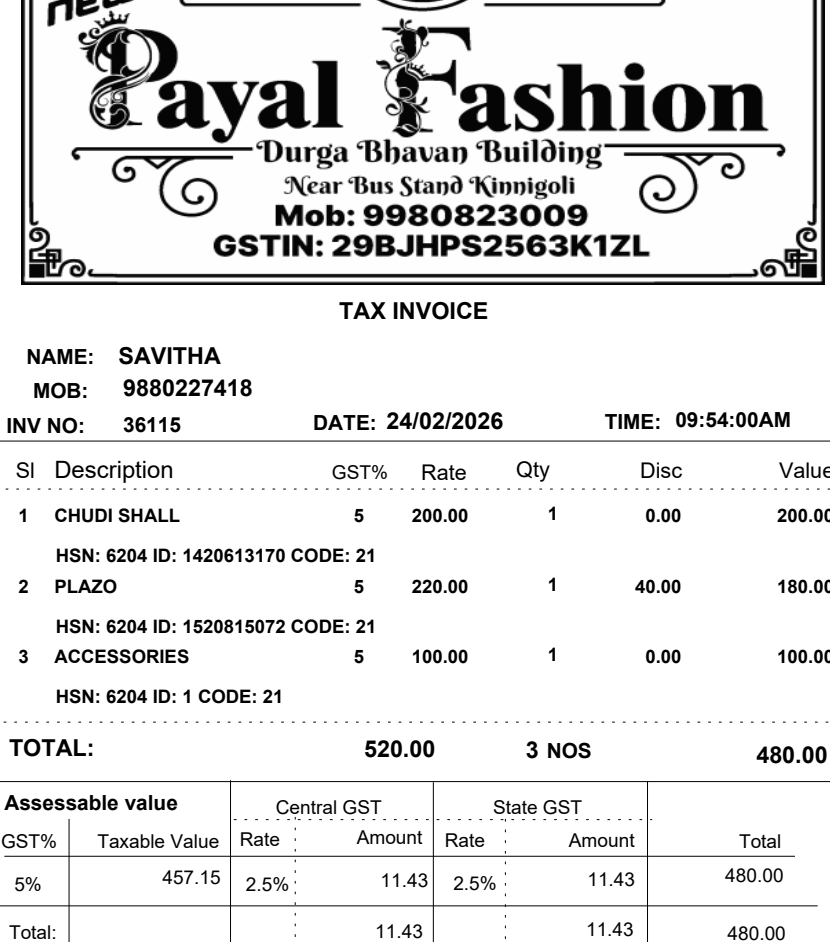 new
Payal Fashion
Durga Bhavan Building
Near Bus Stand Kinnigoli
Mob: 9980823009
GSTIN: 29BJHPS2563K1ZL
TAX INVOICE
NAME: SAVITHA
MOB: 9880227418
INV NO: 36115 DATE: 24/02/2026 TIME: 09:54:00AM
Sl Description GST% Rate Qty Disc Value
1 CHUDI SHALL 5 200.00 1 0.00 200.00
HSN: 6204 ID: 1420613170 CODE: 21
2 PLAZO 5 220.00 1 40.00 180.00
HSN: 6204 ID: 1520815072 CODE: 21
3 ACCESSORIES 5 100.00 1 0.00 100.00
HSN: 6204 ID: 1 CODE: 21
TOTAL: 520.00 3 NOS 480.00
Assessable value Central GST State GST
GST% Taxable Value Rate Amount Rate Amount Total
5% 457.15 2.5% 11.43 2.5% 11.43 480.00
Total: 11.43 11.43 480.00